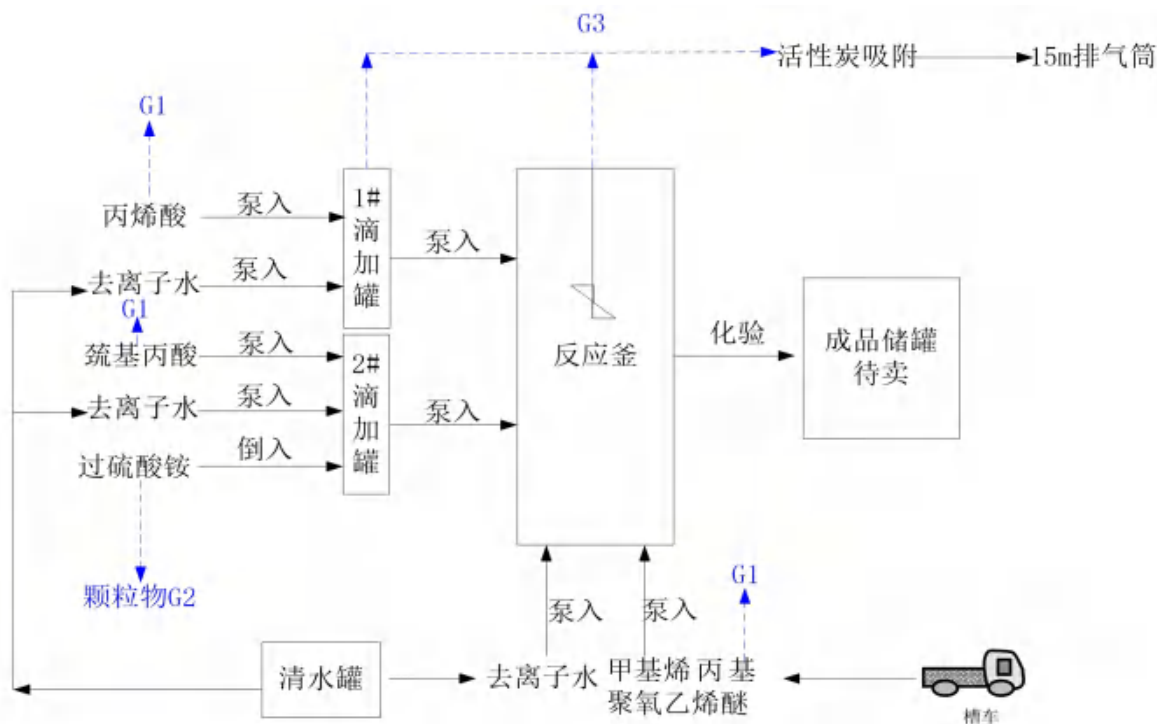 G3
活性炭吸附
15m排气筒
G1
丙烯酸
泵入
1#
滴
加
罐
泵入
去离子水
泵入
G1
巯基丙酸
泵入
2#
滴
加
罐
泵入
去离子水
泵入
过硫酸铵
倒入
反应釜
化验
成品储罐
待卖
颗粒物G2
G1
泵入
泵入
清水罐
去离子水
甲基烯丙基
聚氧乙烯醚
槽车